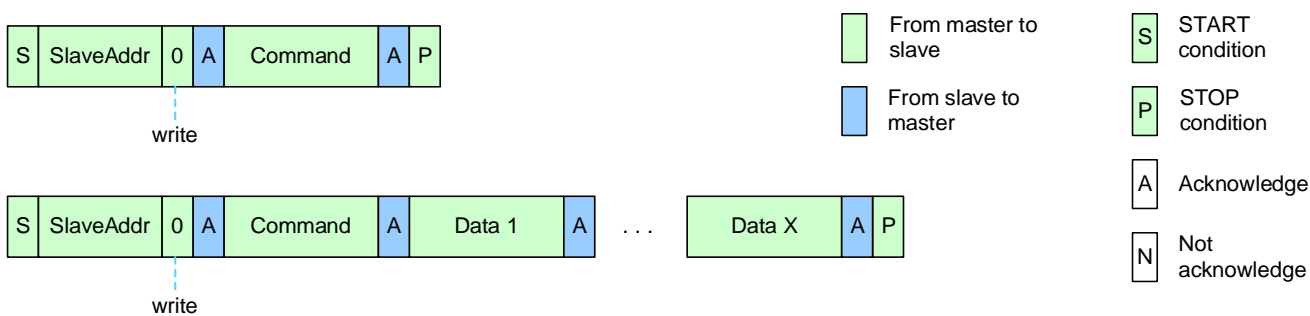 S SlaveAddr 0 A Command A P
write
S SlaveAddr 0 A Command A Data 1 A . . . Data X A P
write
From master to
slave
From slave to
master
S START
condition
P STOP
condition
A Acknowledge
N Not
acknowledge